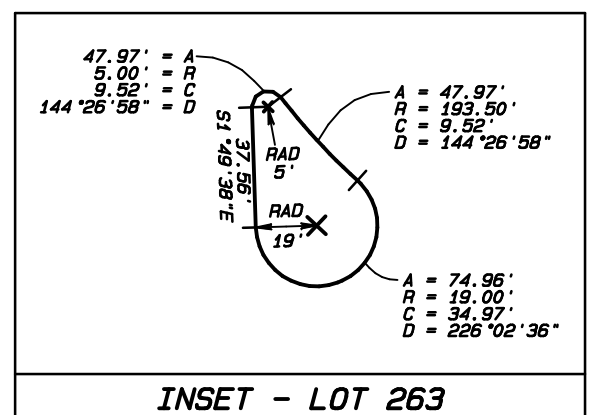 47.97' = A
5.00' = R
9.52' = C
144°26'58" = D
A = 47.97'
R = 193.50'
C = 9.52'
D = 144°26'58"
37.56'
S1°49'38"E
RAD
5'
RAD
19'
A = 74.96'
R = 19.00'
C = 34.97'
D = 226°02'36"
INSET - LOT 263